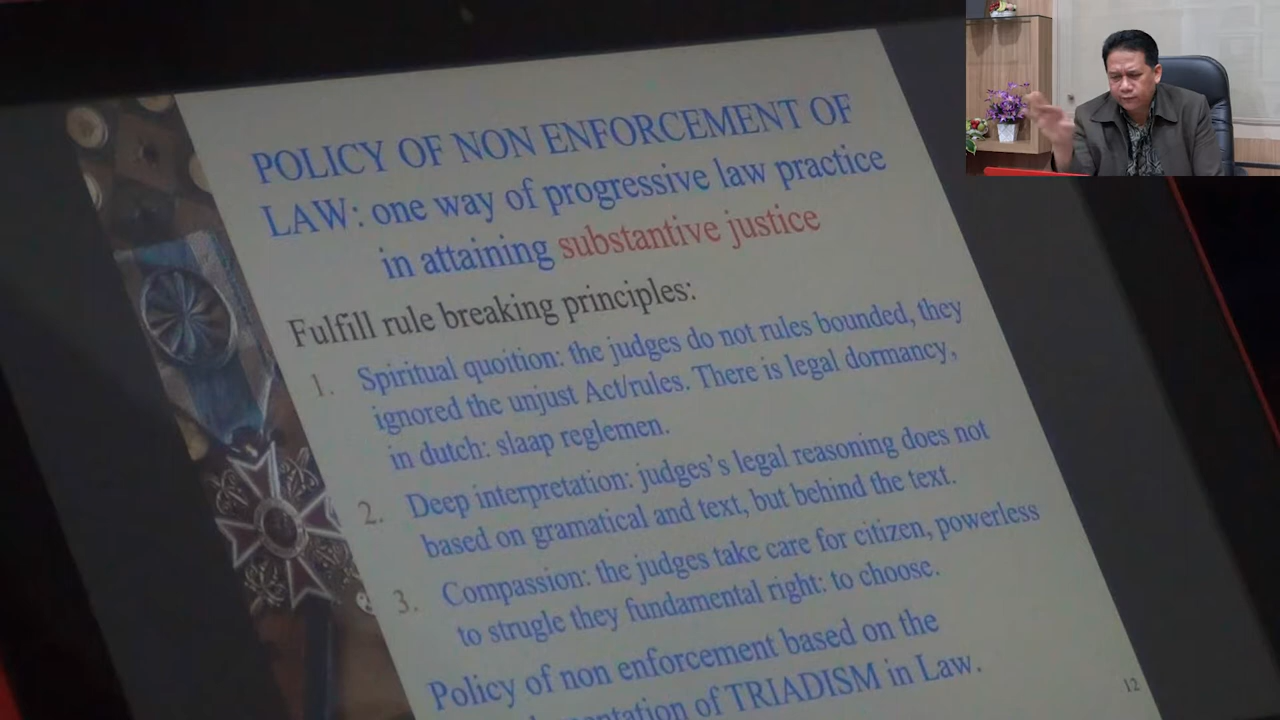 POLICY OF NON ENFORCEMENT OF
LAW: one way of progressive law practice
in attaining substantive justice
Fulfill rule breaking principles:
1. Spiritual quoition: the judges do not rules bounded, they
ignored the unjust Act/rules. There is legal dormancy,
in dutch: slaap reglemen.
2. Deep interpretation: judges's legal reasoning does not
based on gramatical and text, but behind the text.
3. Compassion: the judges take care for citizen, powerless
to strugle they fundamental right: to choose.
Policy of non enforcement based on the
of TRIADISM in Law.
12